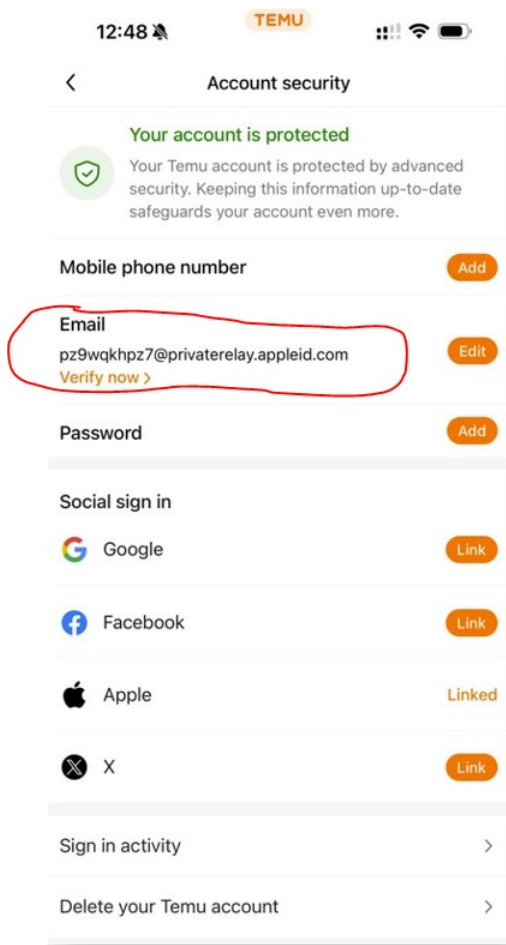 12:48
TEMU
Account security
Your account is protected
Your Temu account is protected by advanced
security. Keeping this information up-to-date
safeguards your account even more.
Mobile phone number
Add
Email
pz9wqkhpz7@privaterelay.appleid.com
Verify now >
Edit
Password
Add
Social sign in
Google
Link
Facebook
Link
Apple
Linked
X
Link
Sign in activity
Delete your Temu account